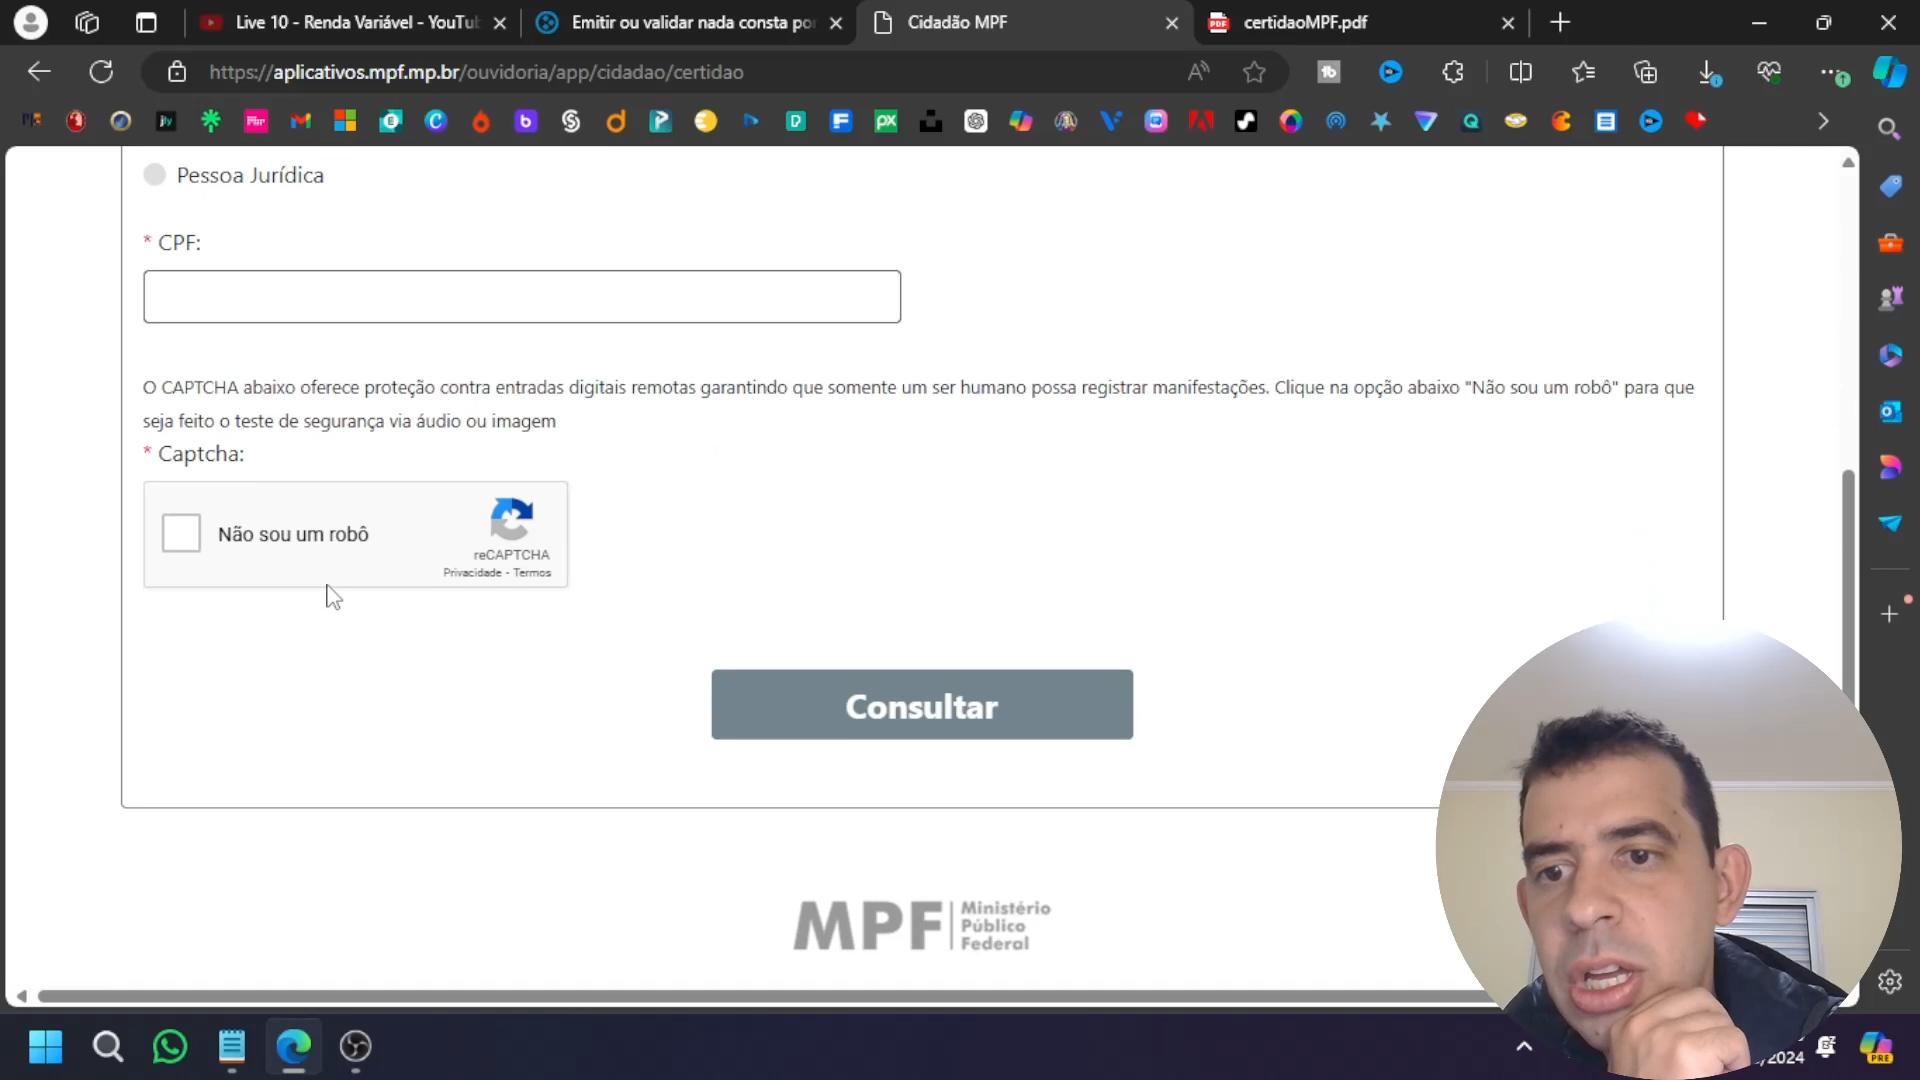 Live 10 - Renda Variável - YouTu
Emitir ou validar nada consta por
Cidadão MPF
certidaoMPF.pdf
https://aplicativos.mpf.mp.br/ouvidoria/app/cidadao/certidao
Pessoa Jurídica
* CPF:
O CAPTCHA abaixo oferece proteção contra entradas digitais remotas garantindo que somente um ser humano possa registrar manifestações. Clique na opção abaixo "Não sou um robô" para que
seja feito o teste de segurança via áudio ou imagem
* Captcha:
Não sou um robô
reCAPTCHA
Privacidade - Termos
Consultar
MPF Ministério
Público
Federal
/2024
PRE